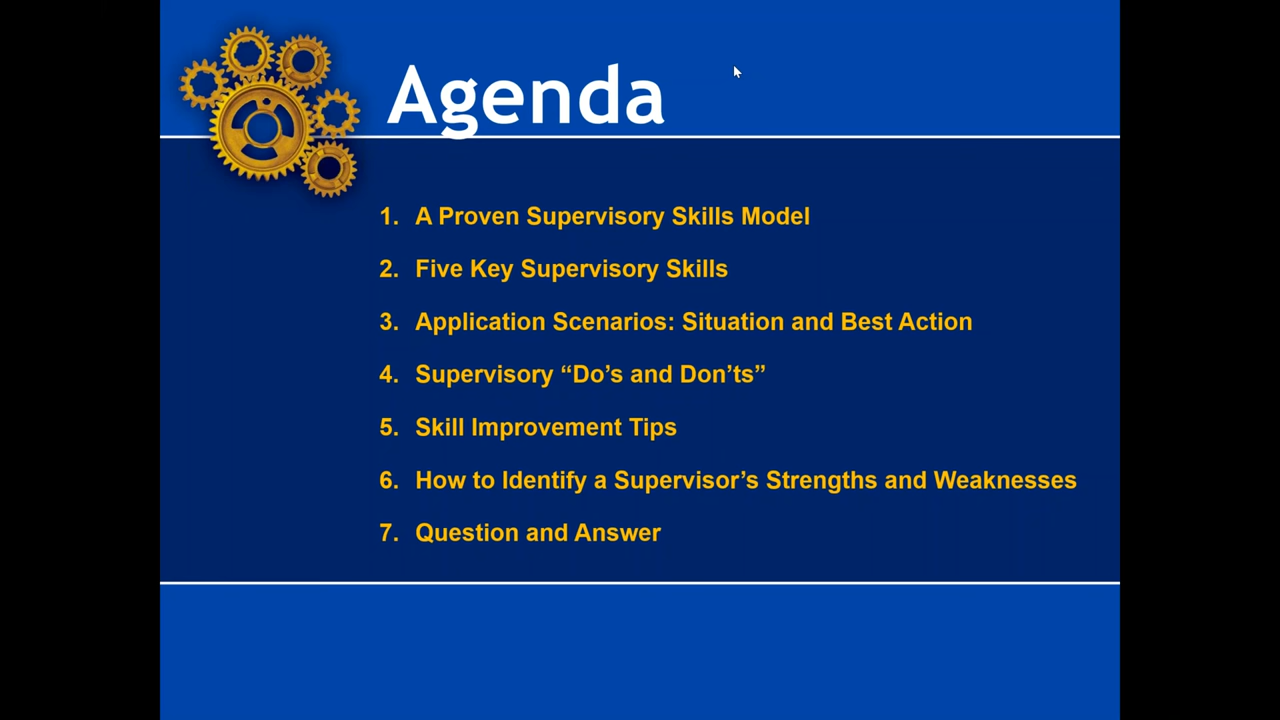 Agenda
1. A Proven Supervisory Skills Model
2. Five Key Supervisory Skills
3. Application Scenarios: Situation and Best Action
4. Supervisory “Do’s and Don’ts”
5. Skill Improvement Tips
6. How to Identify a Supervisor’s Strengths and Weaknesses
7. Question and Answer